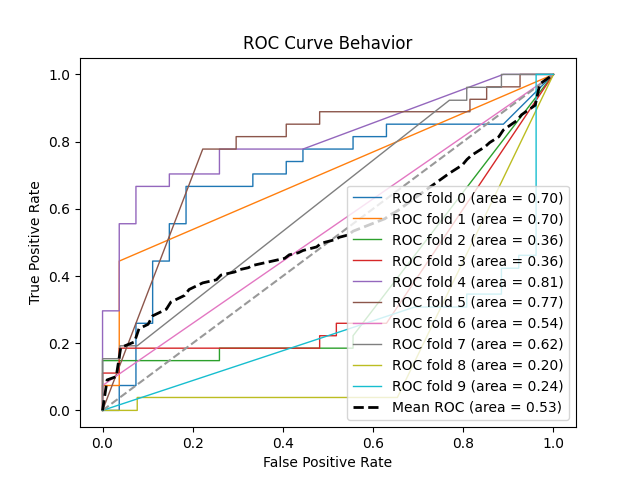 ROC Curve Behavior
True Positive Rate
1.0
0.8
0.6
0.4
0.2
0.0
ROC fold 0 (area = 0.70)
ROC fold 1 (area = 0.70)
ROC fold 2 (area = 0.36)
ROC fold 3 (area = 0.36)
ROC fold 4 (area = 0.81)
ROC fold 5 (area = 0.77)
ROC fold 6 (area = 0.54)
ROC fold 7 (area = 0.62)
ROC fold 8 (area = 0.20)
ROC fold 9 (area = 0.24)
Mean ROC (area = 0.53)
0.0 0.2 0.4 0.6 0.8 1.0
False Positive Rate